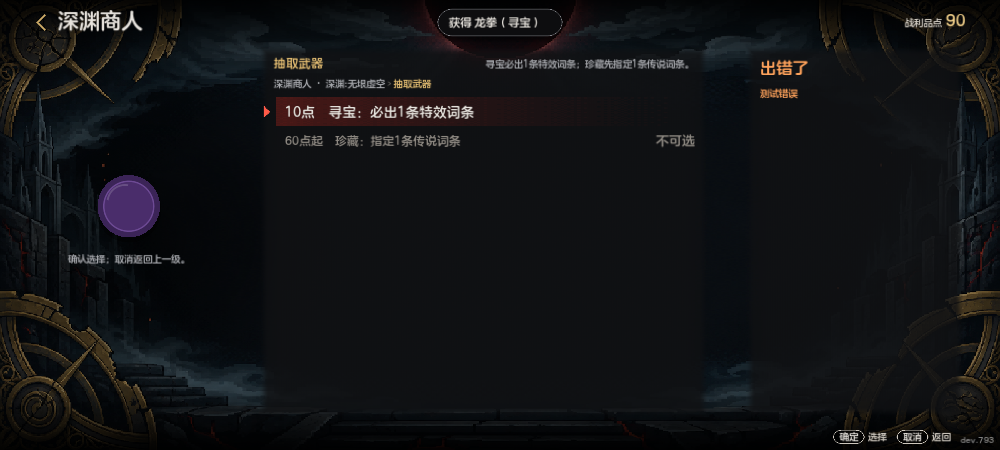 深渊商人
获得 龙拳（寻宝）
战利品点 90
抽取武器
寻宝必出1条特效词条；珍藏先指定1条传说词条。
深渊商人 · 深渊:无垠虚空 › 抽取武器
10点 寻宝：必出1条特效词条
60点起 珍藏：指定1条传说词条 不可选
出错了
测试错误
确认选择；取消返回上一级。
确定 选择 取消 返回
dev.793